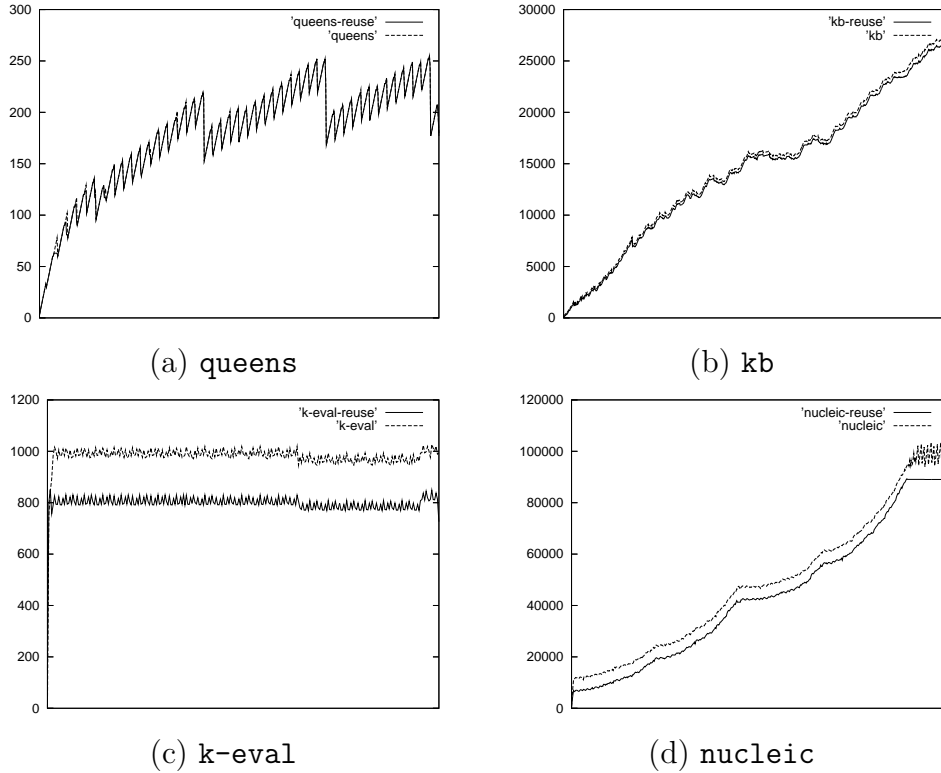 300
'queens-reuse'
'queens'
250
200
150
100
50
0
(a) queens
30000
'kb-reuse'
'kb'
25000
20000
15000
10000
5000
0
(b) kb
1200
'k-eval-reuse'
'k-eval'
1000
800
600
400
200
0
(c) k-eval
120000
'nucleic-reuse'
'nucleic'
100000
80000
60000
40000
20000
0
(d) nucleic